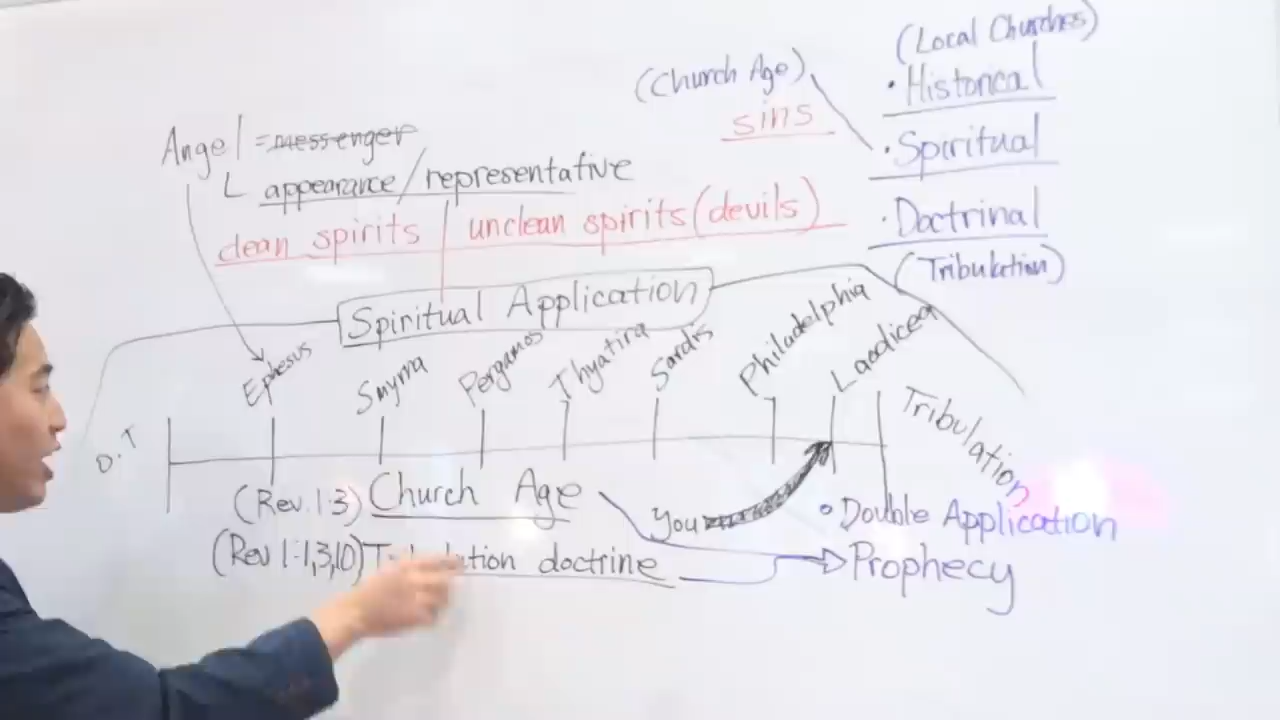 (Local Churches)
(Church Age)
• Historical
sins
Angel = messenger
• Spiritual
L appearance/representative
clean spirits | unclean spirits (devils)
• Doctrinal
(Tribulation)
Spiritual Application
O.T
Ephesus
Smyrna
Pergamos
Thyatira
Sardis
Philadelphia
Laodicea
Tribulation
(Rev. 1:3) Church Age
You
• Double Application
(Rev 1:1,3,10) Tribulation doctrine
Prophecy